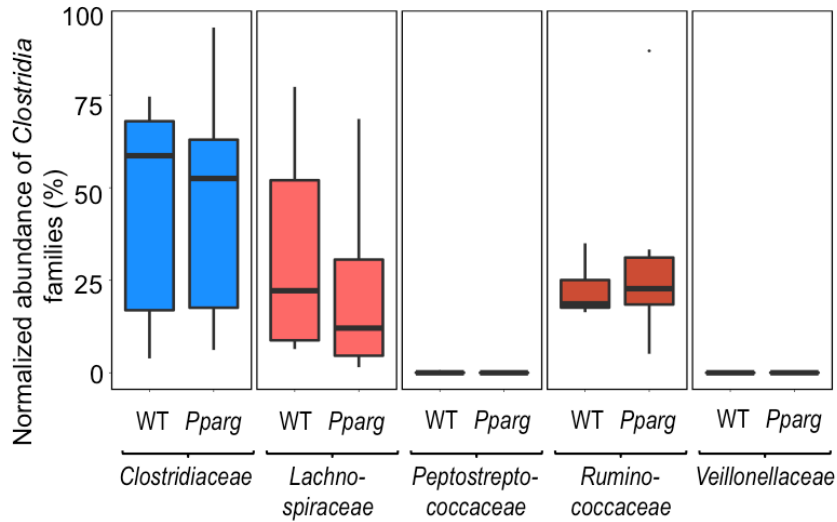 Normalized abundance of Clostridia
families (%)
100
75
50
25
0
WT Pparg WT Pparg WT Pparg WT Pparg WT Pparg
Clostridiaceae
Lachno-
spiraceae
Peptostrepto-
coccaceae
Rumino-
coccaceae
Veillonellaceae